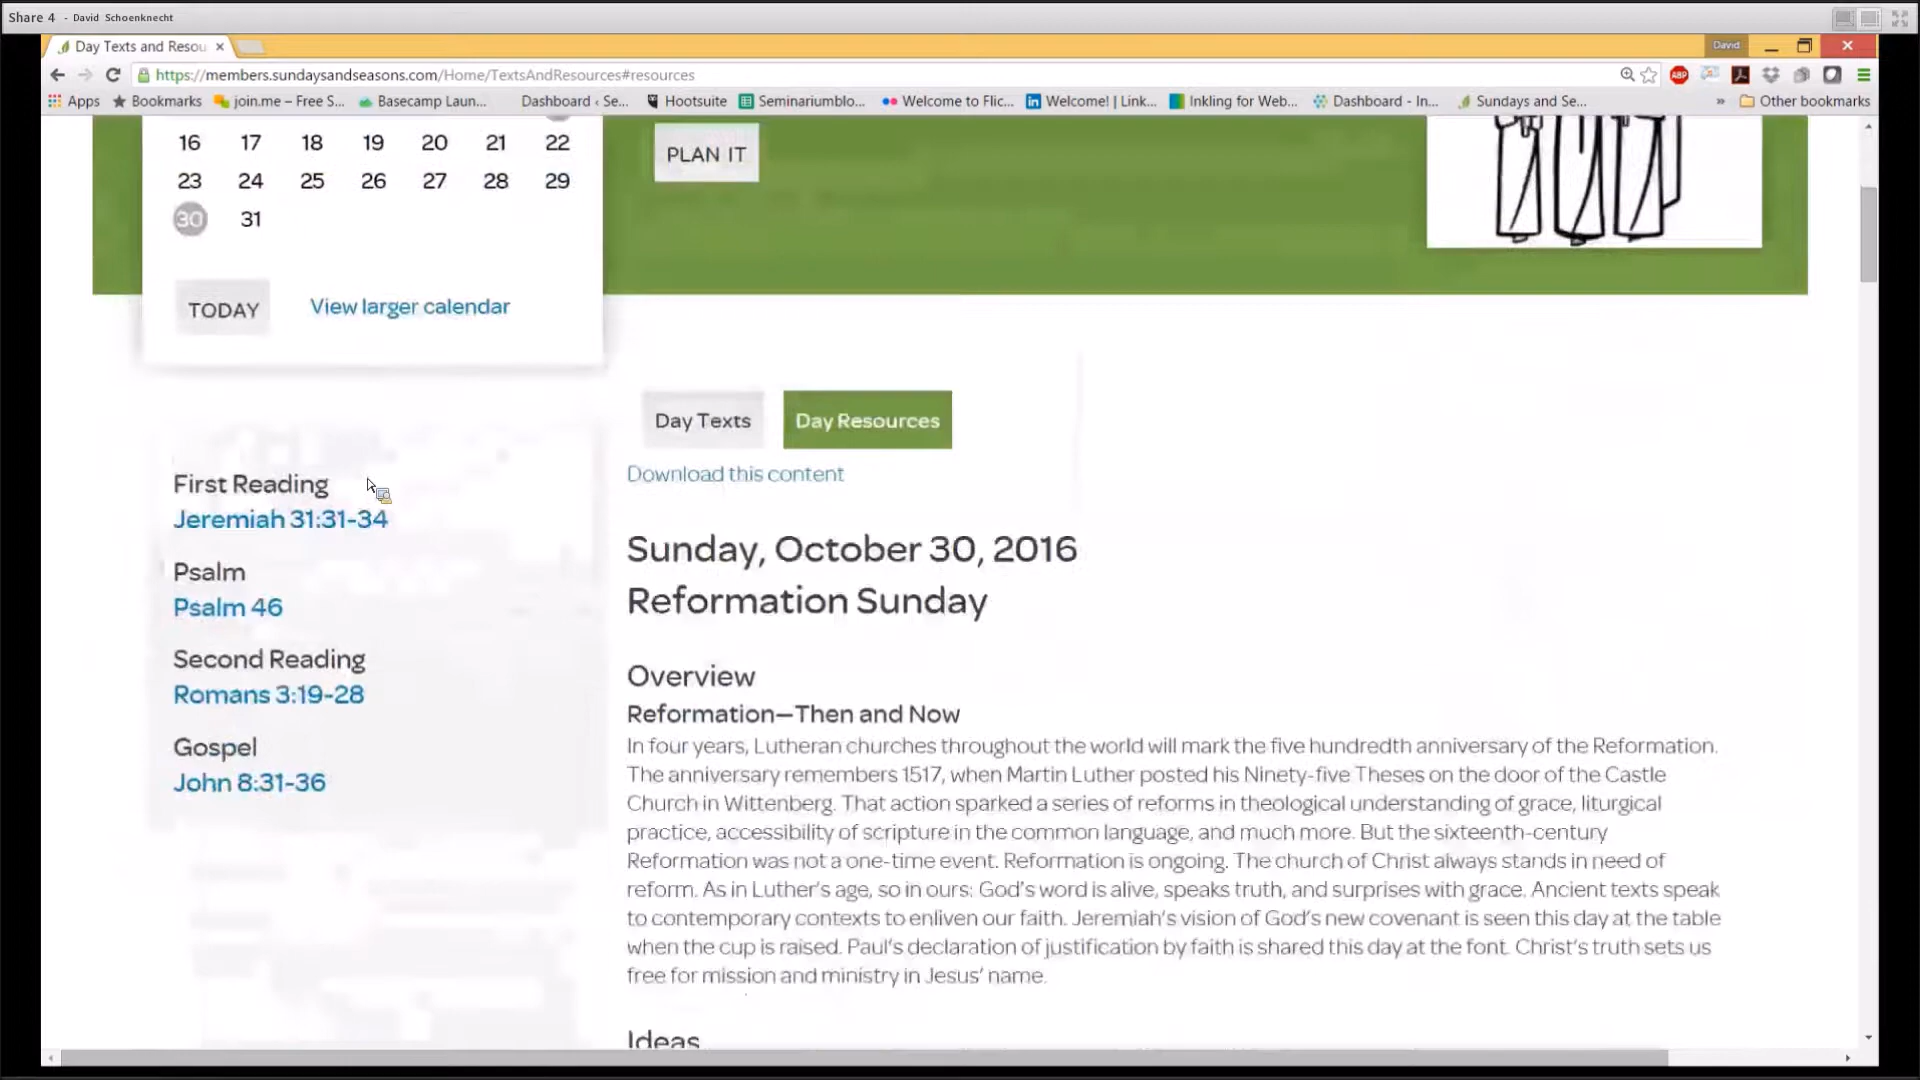 Share 4 - David Schoenknecht
Day Texts and Resou
David
https://members.sundaysandseasons.com/Home/TextsAndResources#resources
ABP
Apps Bookmarks join.me – Free S... Basecamp Laun... Dashboard ‹ Se... Hootsuite Seminariumblo... Welcome to Flic... Welcome! | Link... Inkling for Web... Dashboard - In... Sundays and Se... » Other bookmarks
16 17 18 19 20 21 22
23 24 25 26 27 28 29
30 31
TODAY View larger calendar
PLAN IT
First Reading
Jeremiah 31:31-34
Psalm
Psalm 46
Second Reading
Romans 3:19-28
Gospel
John 8:31-36
Day Texts Day Resources
Download this content
Sunday, October 30, 2016
Reformation Sunday
Overview
Reformation—Then and Now
In four years, Lutheran churches throughout the world will mark the five hundredth anniversary of the Reformation.
The anniversary remembers 1517, when Martin Luther posted his Ninety-five Theses on the door of the Castle
Church in Wittenberg. That action sparked a series of reforms in theological understanding of grace, liturgical
practice, accessibility of scripture in the common language, and much more. But the sixteenth-century
Reformation was not a one-time event. Reformation is ongoing. The church of Christ always stands in need of
reform. As in Luther's age, so in ours: God's word is alive, speaks truth, and surprises with grace. Ancient texts speak
to contemporary contexts to enliven our faith. Jeremiah's vision of God's new covenant is seen this day at the table
when the cup is raised. Paul's declaration of justification by faith is shared this day at the font. Christ's truth sets us
free for mission and ministry in Jesus' name.
Ideas